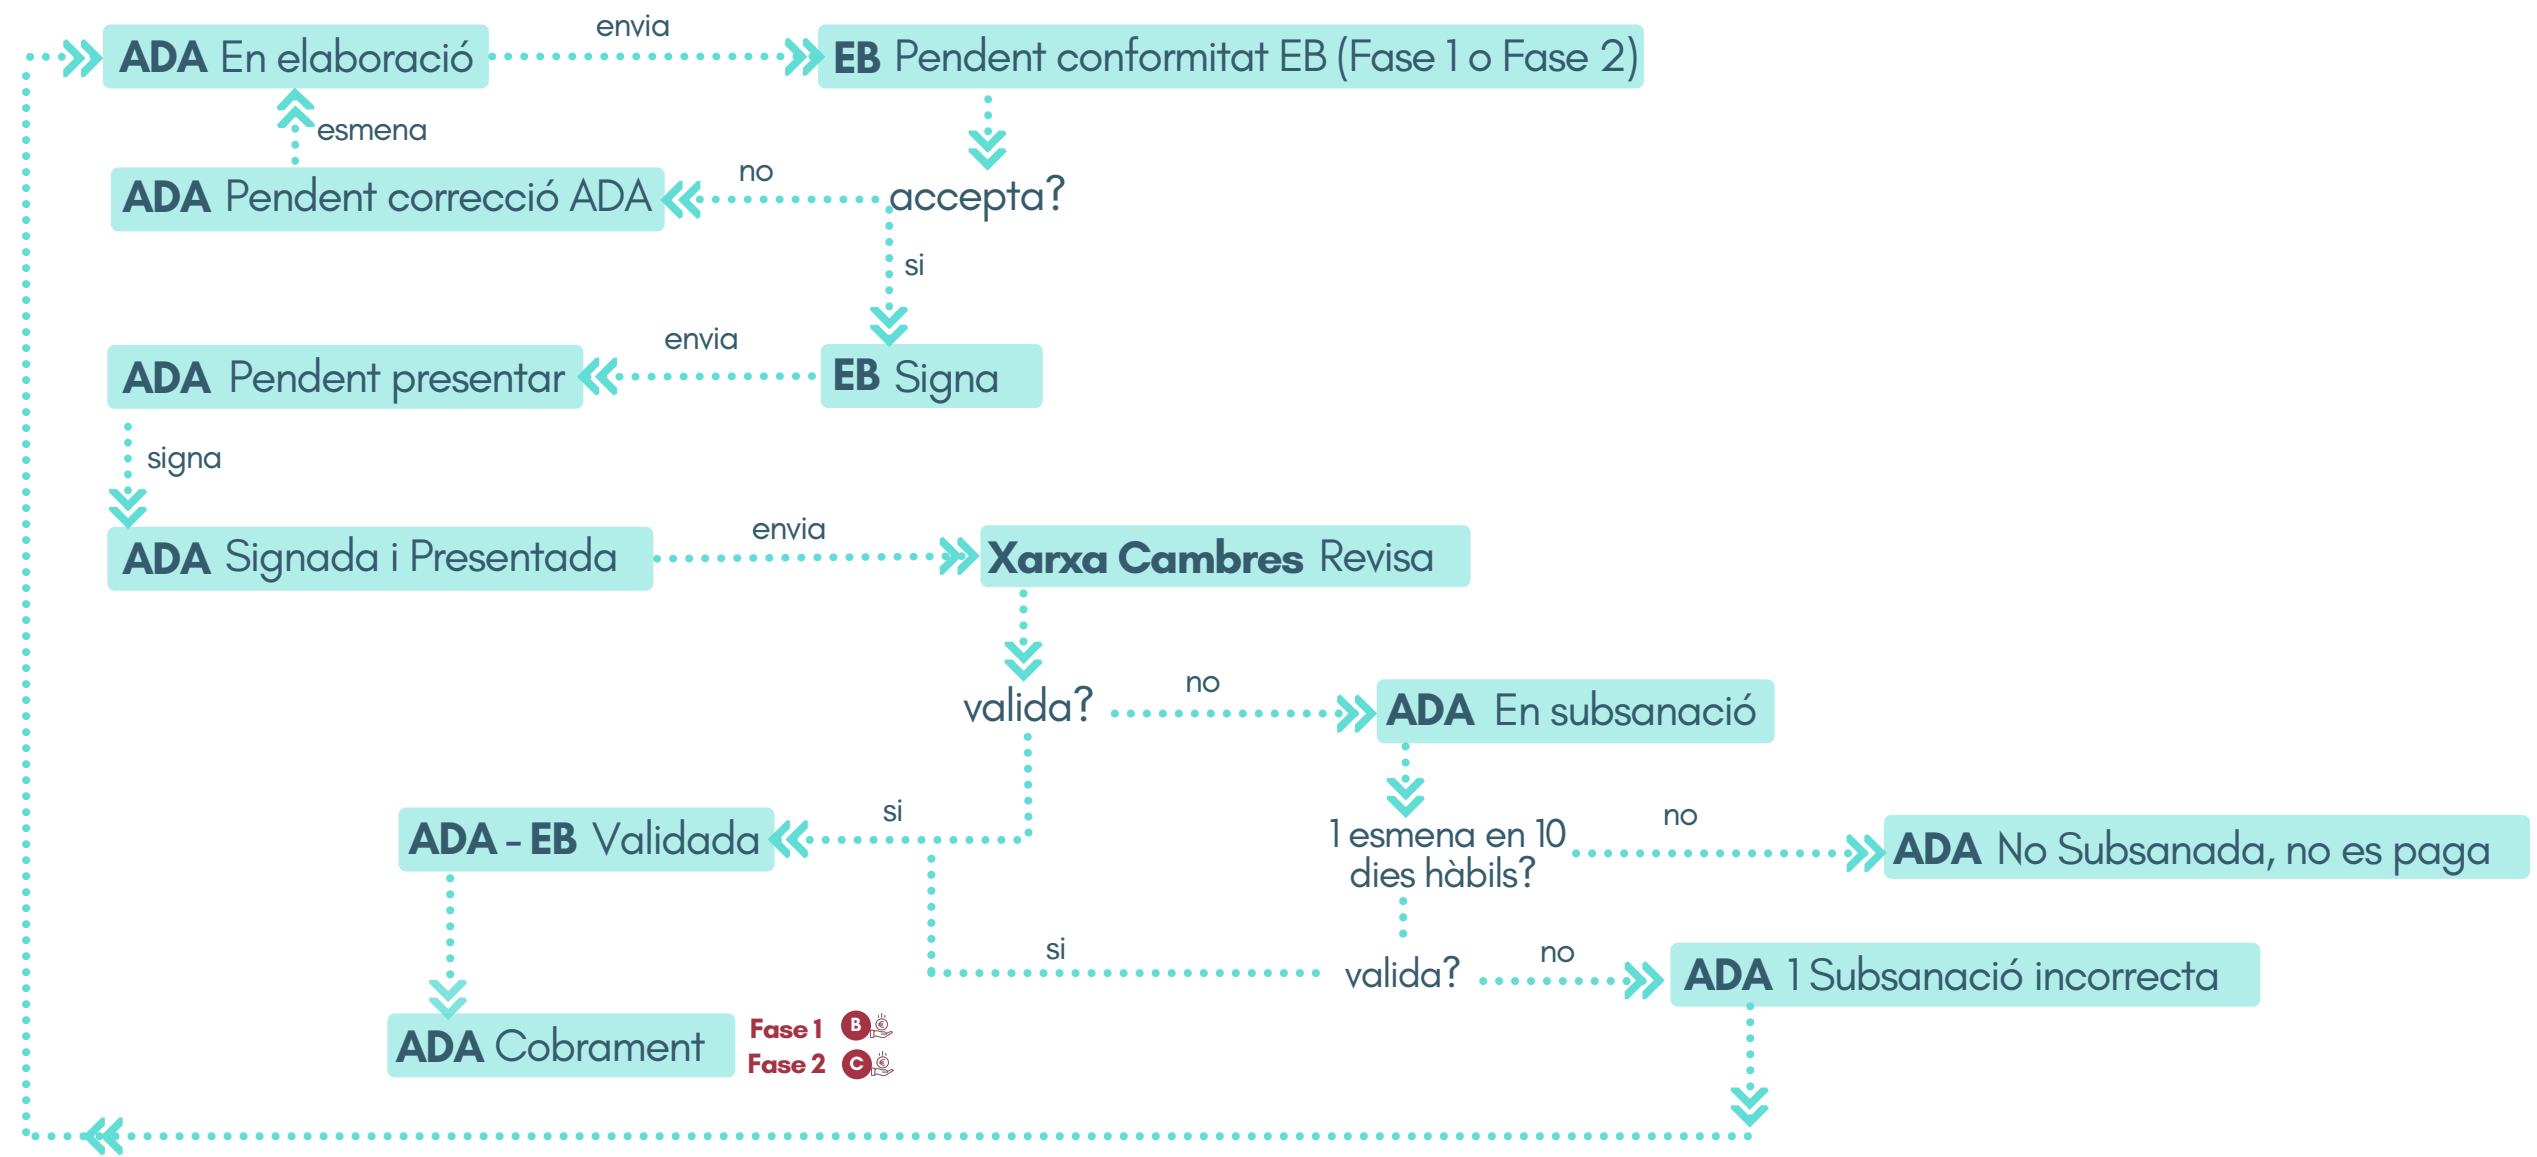 ADA En elaboració
envia
EB Pendent conformitat EB (Fase 1 o Fase 2)
esmena
ADA Pendent correcció ADA
no
accepta?
si
ADA Pendent presentar
envia
EB Signa
signa
ADA Signada i Presentada
envia
Xarxa Cambres Revisa
valida?
no
ADA En subsanació
ADA - EB Validada
si
1 esmena en 10
dies hàbils?
no
ADA No Subsanada, no es paga
si
valida?
no
ADA 1 Subsanació incorrecta
ADA Cobrament
Fase 1 B €
Fase 2 C €